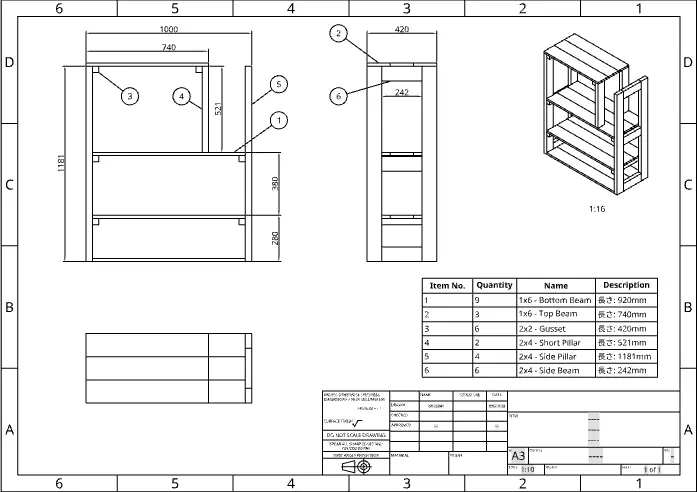 6 5 4 3 2 1
D D
C C
B B
A A
1000
740
420
2
3
4
5
6
1
242
521
1181
380
280
1:16
Item No. Quantity Name Description
1 9 1x6 - Bottom Beam 長さ: 920mm
2 3 1x6 - Top Beam 長さ: 740mm
3 6 2x2 - Gusset 長さ: 420mm
4 2 2x4 - Short Pillar 長さ: 521mm
5 4 2x4 - Side Pillar 長さ: 1181mm
6 6 2x4 - Side Beam 長さ: 242mm
NAME SIGNATURE DATE
CHECKED
APPROVED
SURFACE FINISH
DO NOT SCALE DRAWING
MATERIAL
TITLE
A3
1:10
1 of 1
6 5 4 3 2 1